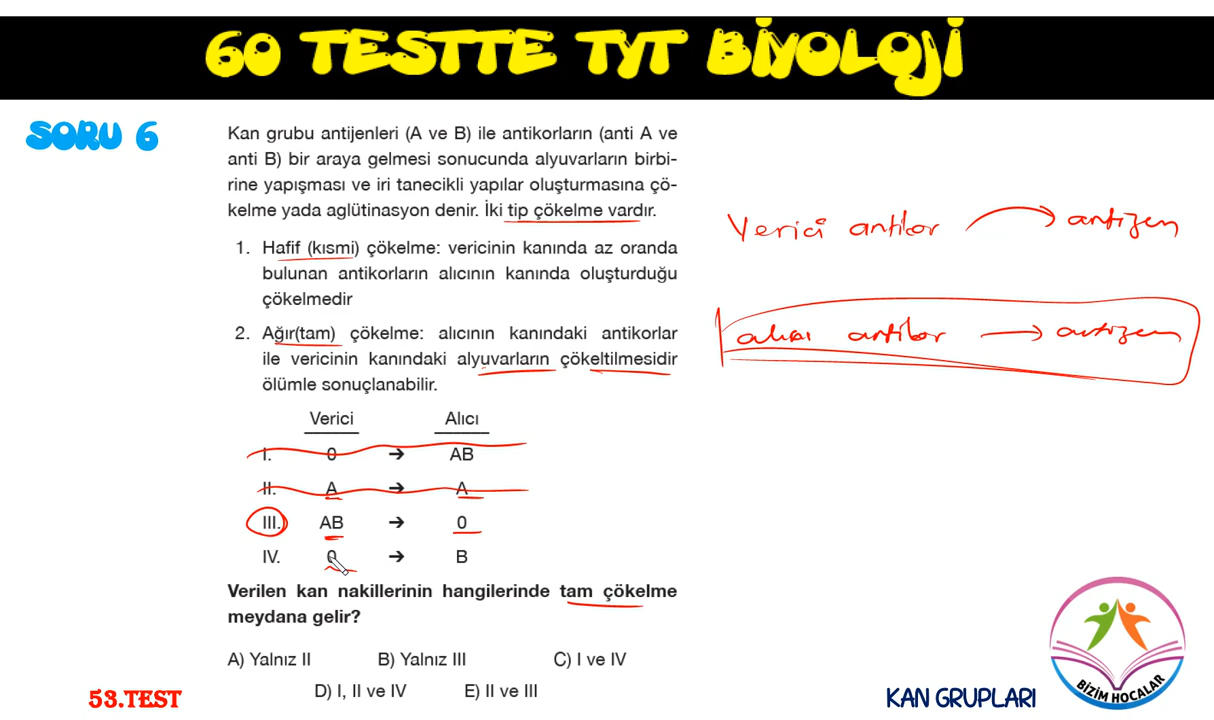 60 TESTTE TYT BİYOLOJİ
SORU 6
Kan grubu antijenleri (A ve B) ile antikorların (anti A ve
anti B) bir araya gelmesi sonucunda alyuvarların birbi-
rine yapışması ve iri tanecikli yapılar oluşturmasına çö-
kelme yada aglütinasyon denir. İki tip çökelme vardır.
1. Hafif (kısmi) çökelme: vericinin kanında az oranda
bulunan antikorların alıcının kanında oluşturduğu
çökelmedir
2. Ağır(tam) çökelme: alıcının kanındaki antikorlar
ile vericinin kanındaki alyuvarların çökeltilmesidir
ölümle sonuçlanabilir.
Verici antikor → antijen
alıcı antikor → antijen
Verici Alıcı
I. 0 → AB
II. A → A
III. AB → 0
IV. 0 → B
Verilen kan nakillerinin hangilerinde tam çökelme
meydana gelir?
A) Yalnız II B) Yalnız III C) I ve IV
D) I, II ve IV E) II ve III
53.TEST
KAN GRUPLARI
BİZİM HOCALAR